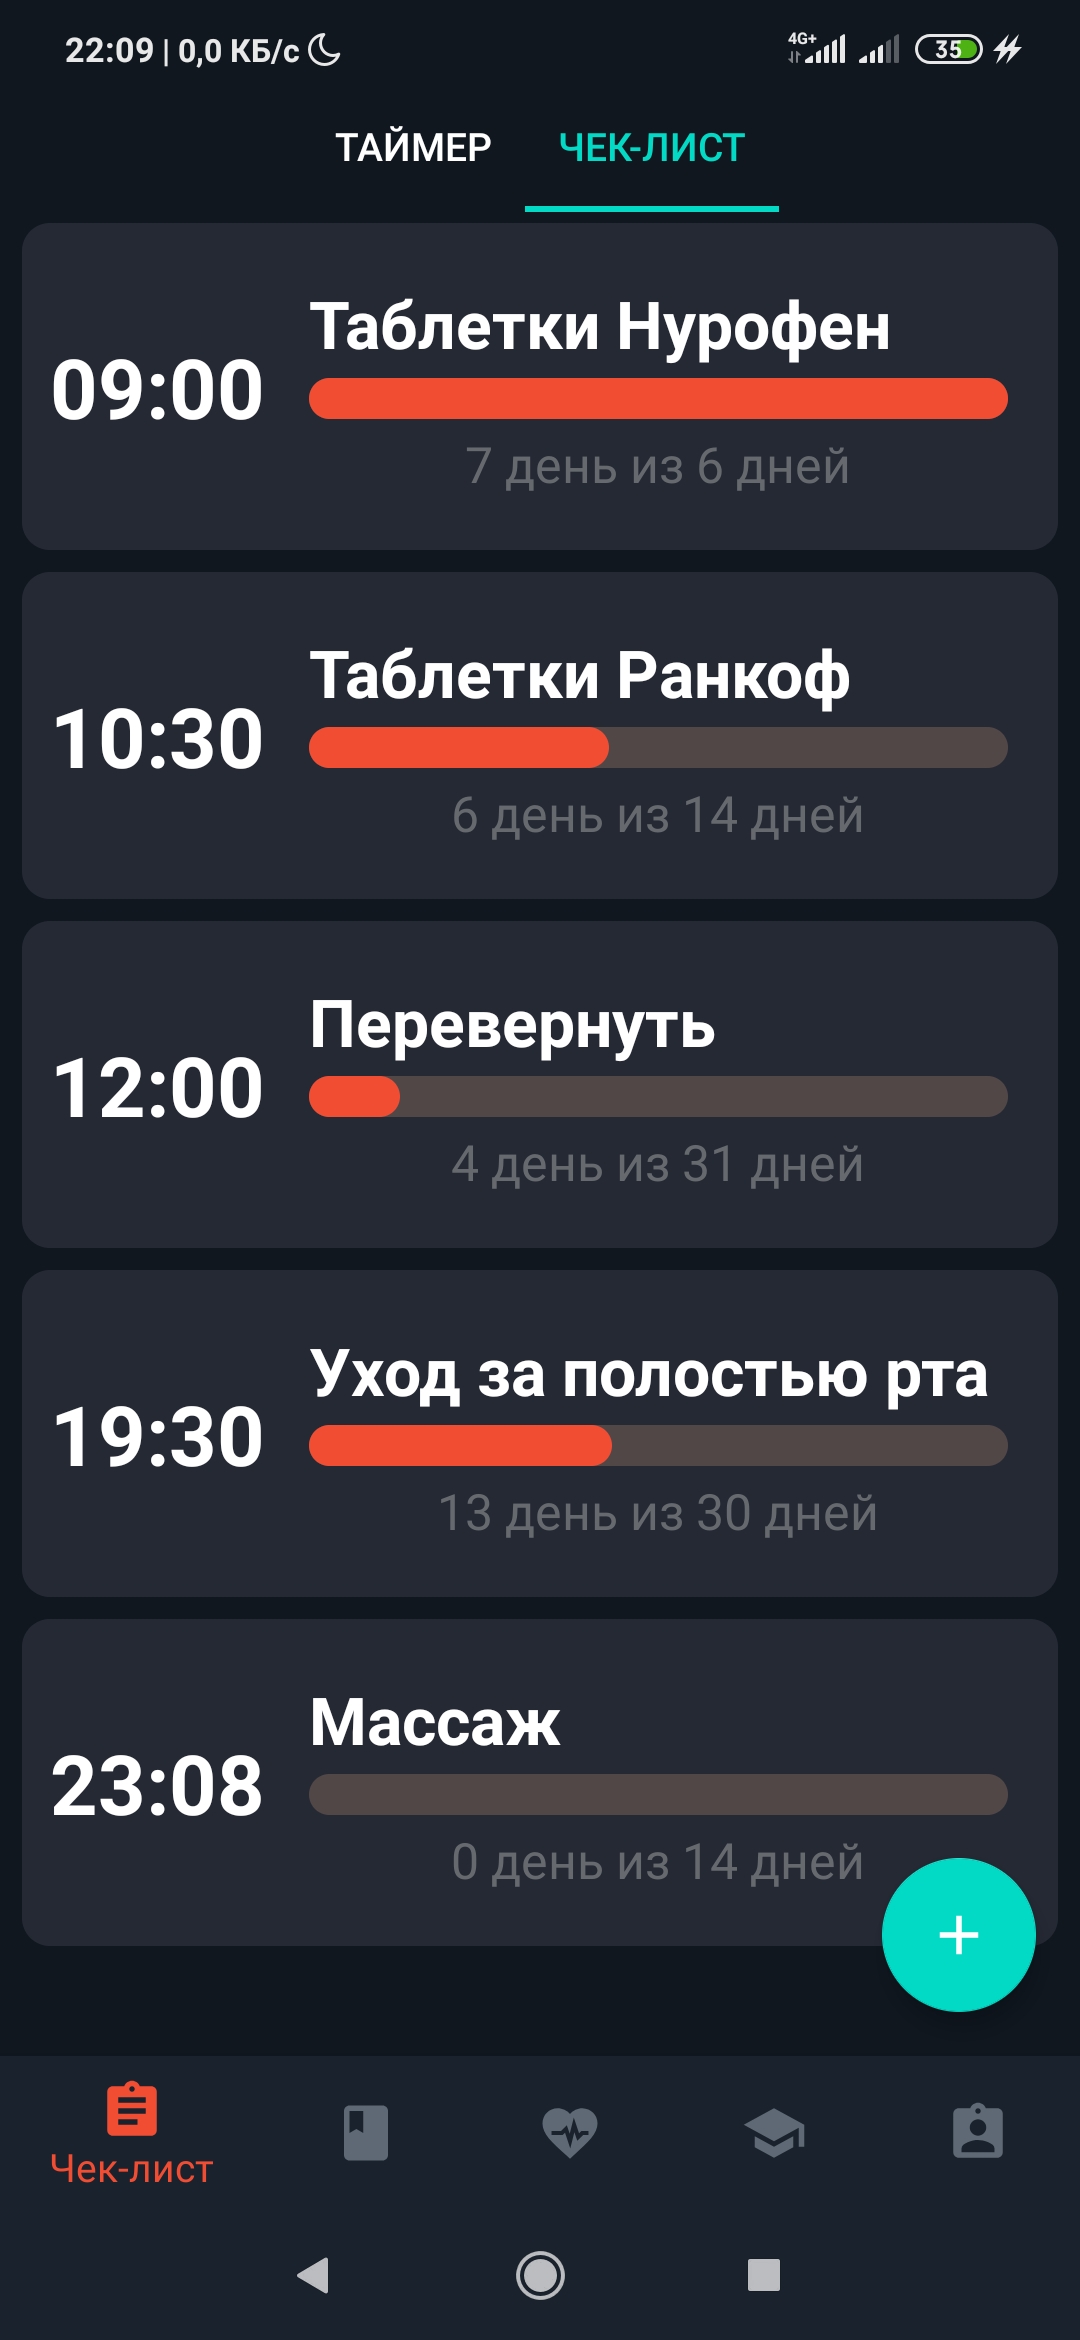 22:09 | 0,0 КБ/с 4G+ 35
ТАЙМЕР ЧЕК-ЛИСТ
Таблетки Нурофен
09:00
7 день из 6 дней
Таблетки Ранкоф
10:30
6 день из 14 дней
Перевернуть
12:00
4 день из 31 дней
Уход за полостью рта
19:30
13 день из 30 дней
Массаж
23:08
0 день из 14 дней
+
Чек-лист